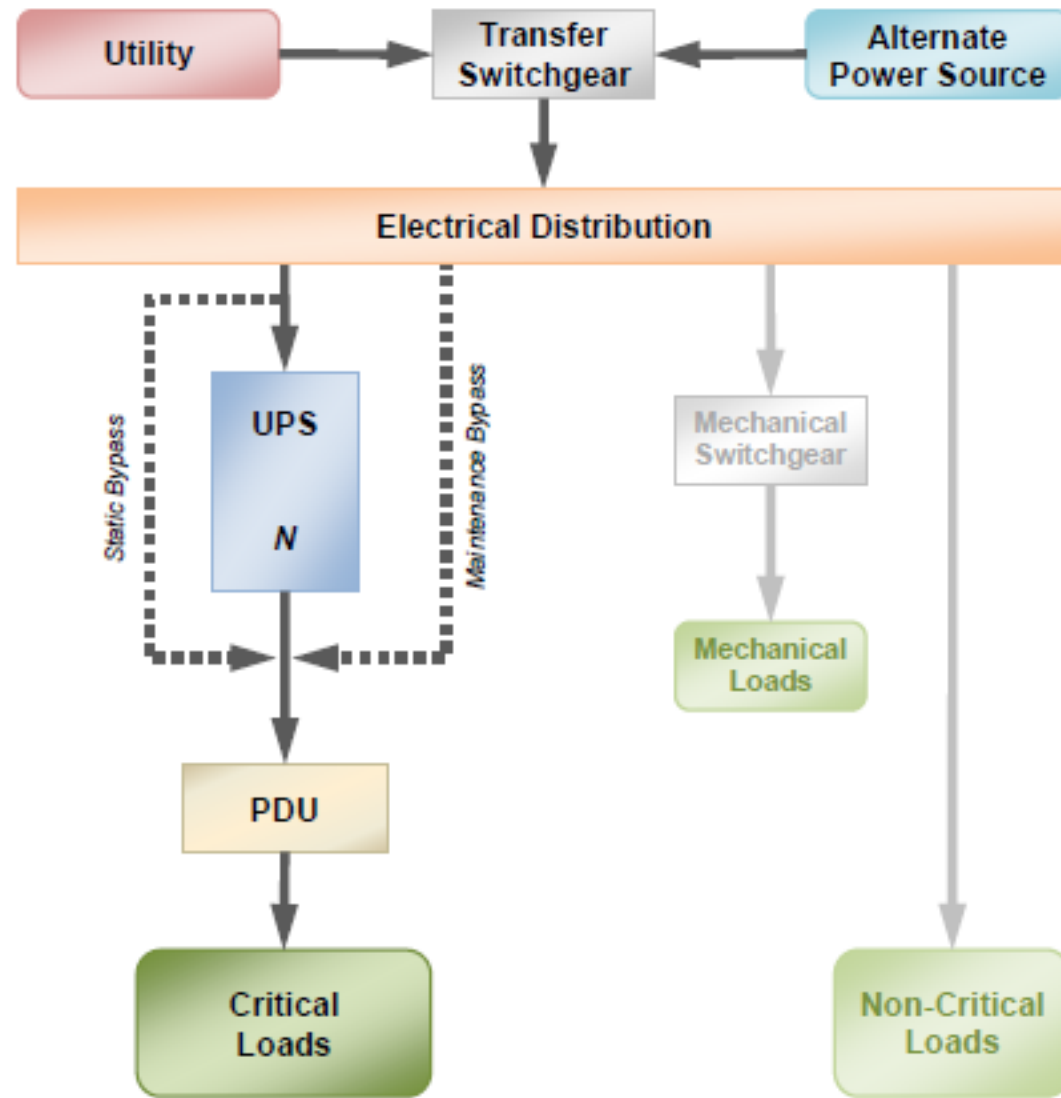 Utility
Transfer
Switchgear
Alternate
Power Source
Electrical Distribution
Static Bypass
UPS
N
Maintenance Bypass
Mechanical
Switchgear
Mechanical
Loads
PDU
Critical
Loads
Non-Critical
Loads